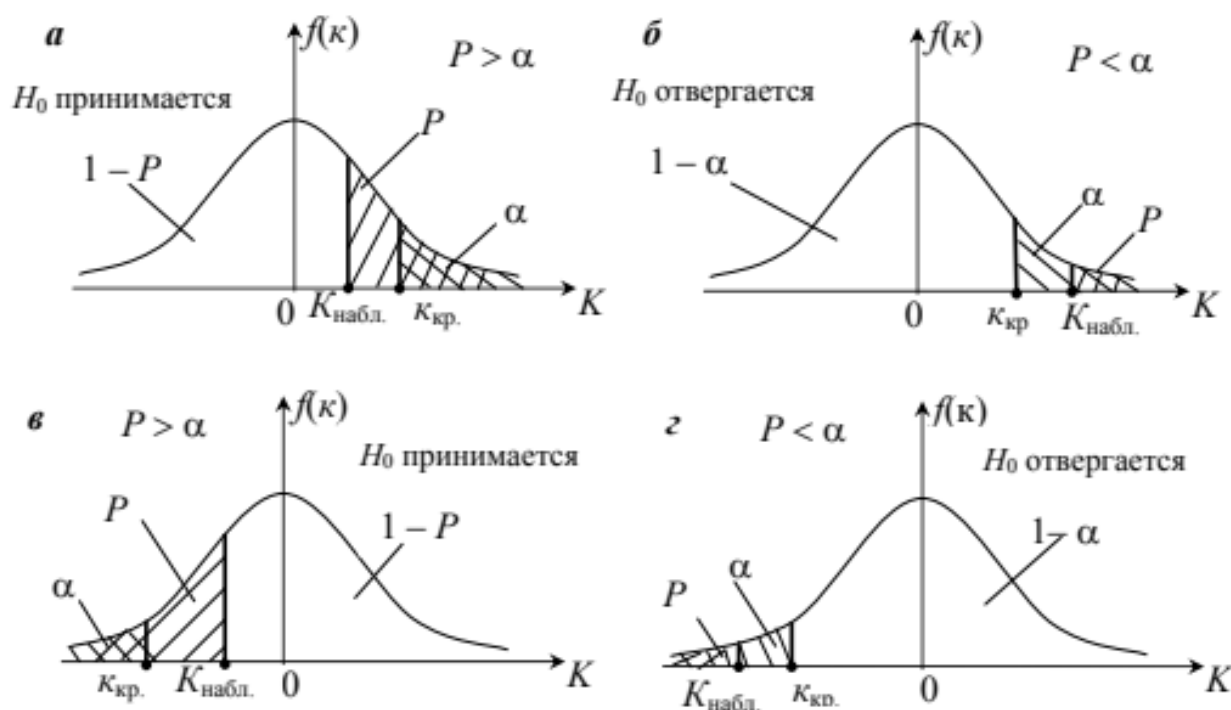 а f(к) P > α
H₀ принимается
P
1 – P
α
0 Kнабл. ккр. K
б f(к) P < α
H₀ отвергается
1 – α
α
P
0 ккр Kнабл. K
в P > α f(к)
H₀ принимается
P
1 – P
α
ккр. Kнабл. 0 K
г P < α f(к)
H₀ отвергается
1– α
α
P
Kнабл. ккр. 0 K